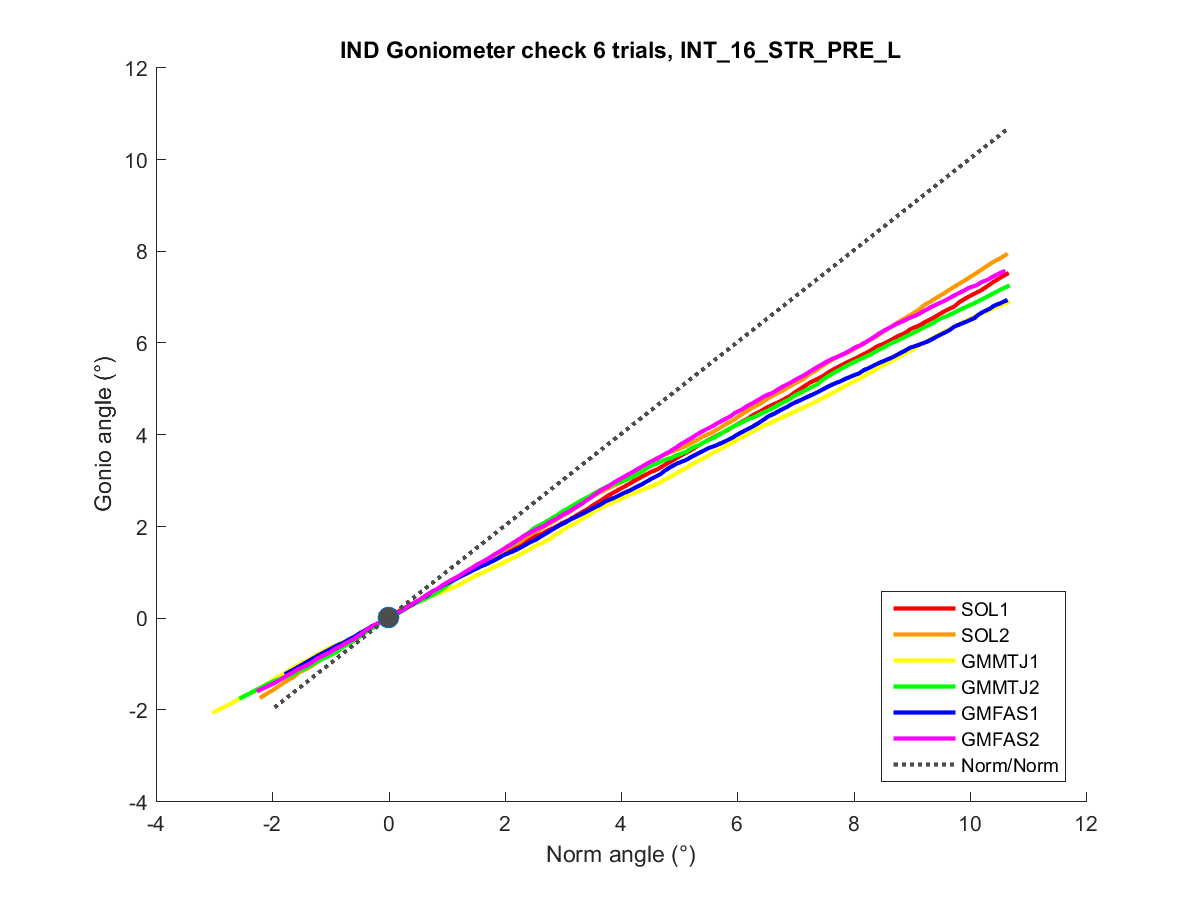 IND Goniometer check 6 trials, INT_16_STR_PRE_L
12
10
8
6
4
2
0
-2
-4
Gonio angle (°)
-4 -2 0 2 4 6 8 10 12
Norm angle (°)
SOL1
SOL2
GMMTJ1
GMMTJ2
GMFAS1
GMFAS2
Norm/Norm